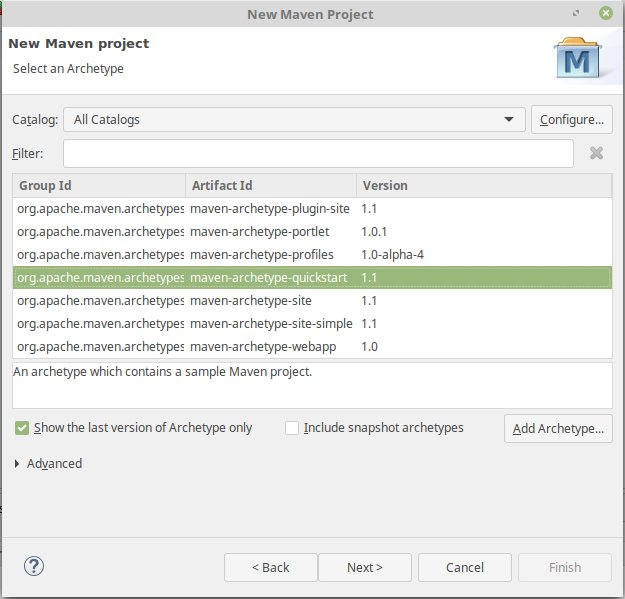 New Maven Project
New Maven project
Select an Archetype
M
Catalog: All Catalogs Configure...
Filter:
Group Id Artifact Id Version
org.apache.maven.archetypes maven-archetype-plugin-site 1.1
org.apache.maven.archetypes maven-archetype-portlet 1.0.1
org.apache.maven.archetypes maven-archetype-profiles 1.0-alpha-4
org.apache.maven.archetypes maven-archetype-quickstart 1.1
org.apache.maven.archetypes maven-archetype-site 1.1
org.apache.maven.archetypes maven-archetype-site-simple 1.1
org.apache.maven.archetypes maven-archetype-webapp 1.0
An archetype which contains a sample Maven project.
Show the last version of Archetype only Include snapshot archetypes Add Archetype...
Advanced
? < Back Next > Cancel Finish